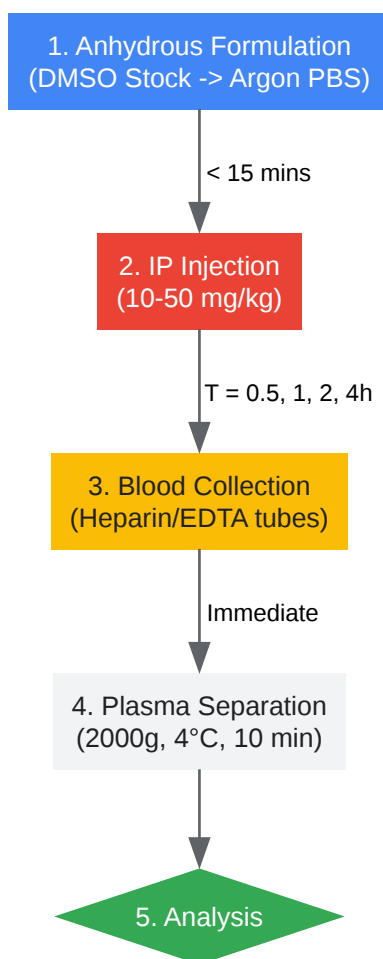 1. Anhydrous Formulation
(DMSO Stock -> Argon PBS)
< 15 mins
2. IP Injection
(10-50 mg/kg)
T = 0.5, 1, 2, 4h
3. Blood Collection
(Heparin/EDTA tubes)
Immediate
4. Plasma Separation
(2000g, 4°C, 10 min)
5. Analysis